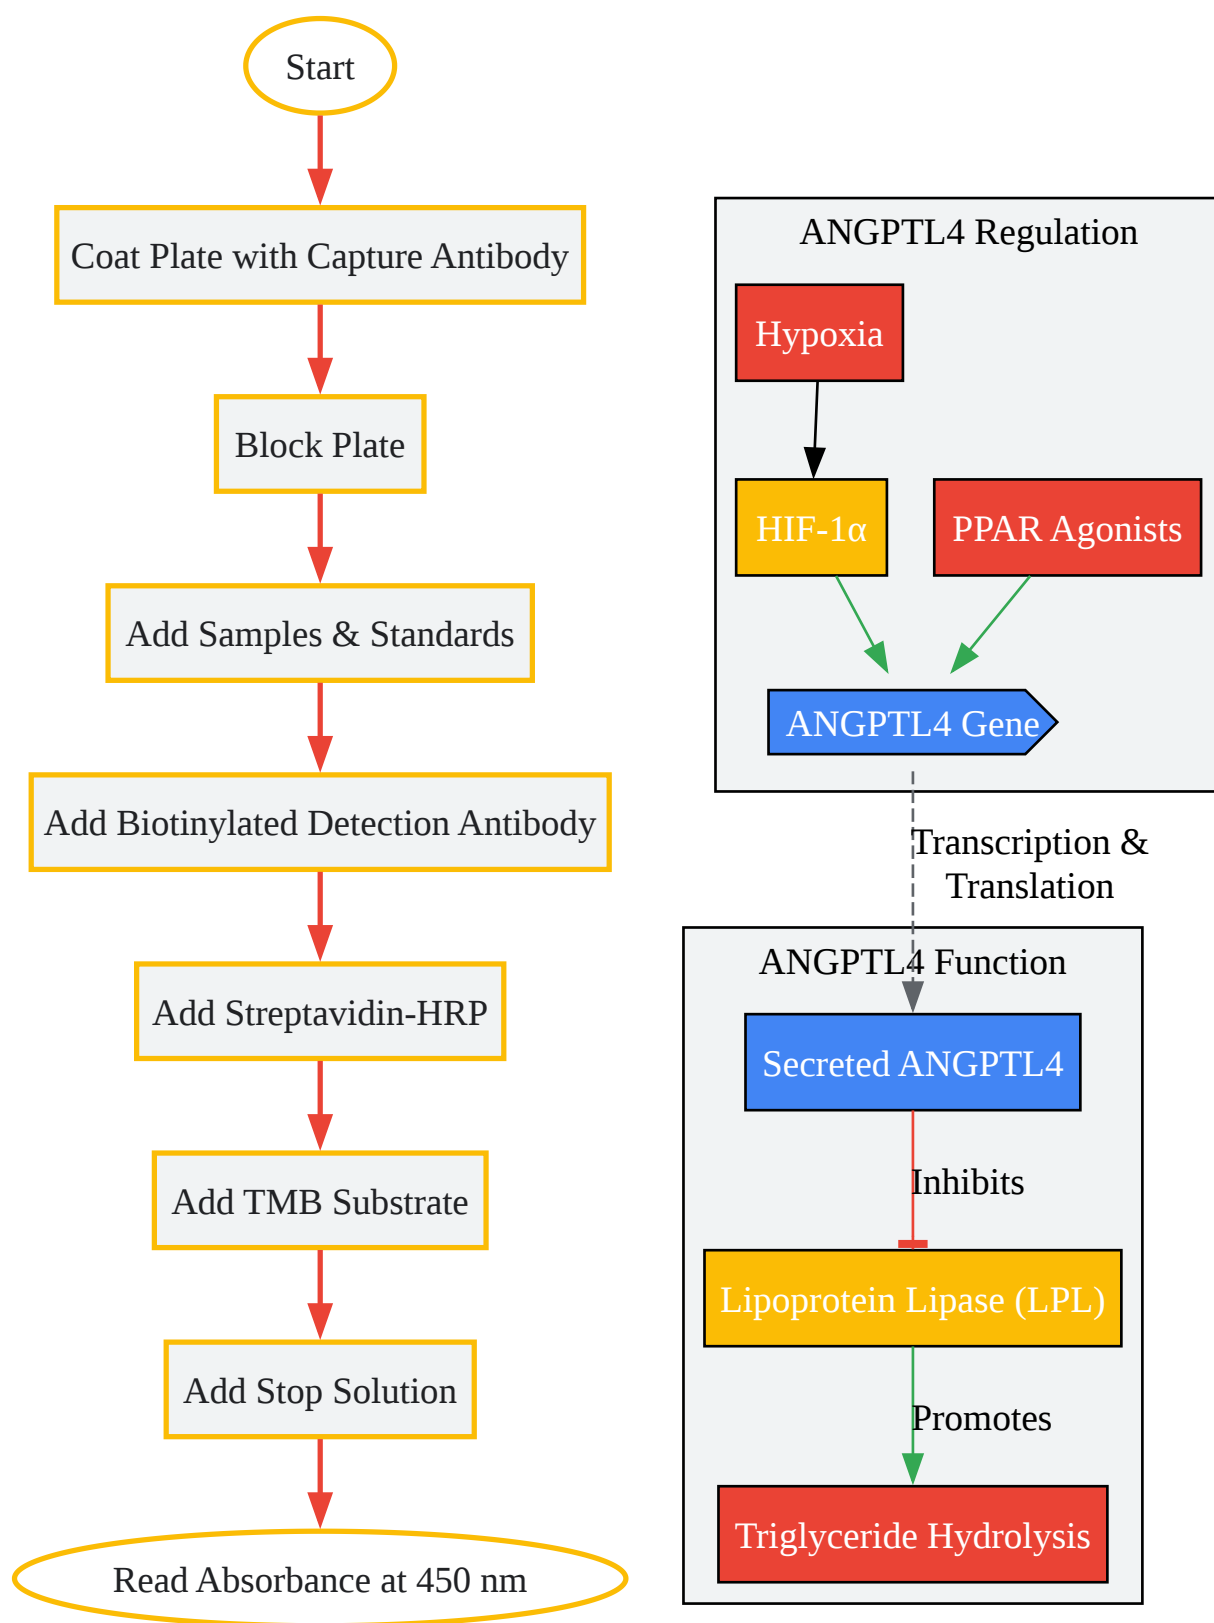 Start
Coat Plate with Capture Antibody
Block Plate
Add Samples & Standards
Add Biotinylated Detection Antibody
Add Streptavidin-HRP
Add TMB Substrate
Add Stop Solution
Read Absorbance at 450 nm
ANGPTL4 Regulation
Hypoxia
HIF-1α
PPAR Agonists
ANGPTL4 Gene
Transcription &
Translation
ANGPTL4 Function
Secreted ANGPTL4
Inhibits
Lipoprotein Lipase (LPL)
Promotes
Triglyceride Hydrolysis